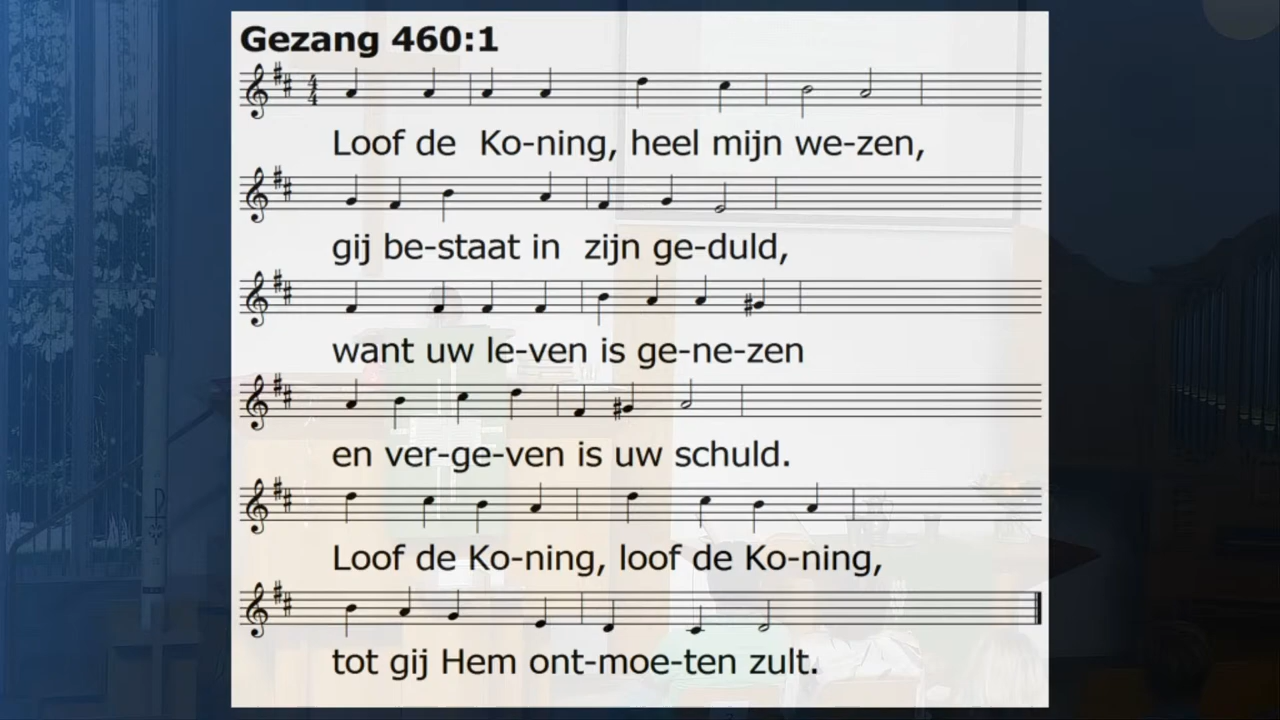 Gezang 460:1
4
4
Loof de Ko-ning, heel mijn we-zen,
gij be-staat in zijn ge-duld,
want uw le-ven is ge-ne-zen
en ver-ge-ven is uw schuld.
Loof de Ko-ning, loof de Ko-ning,
tot gij Hem ont-moe-ten zult.